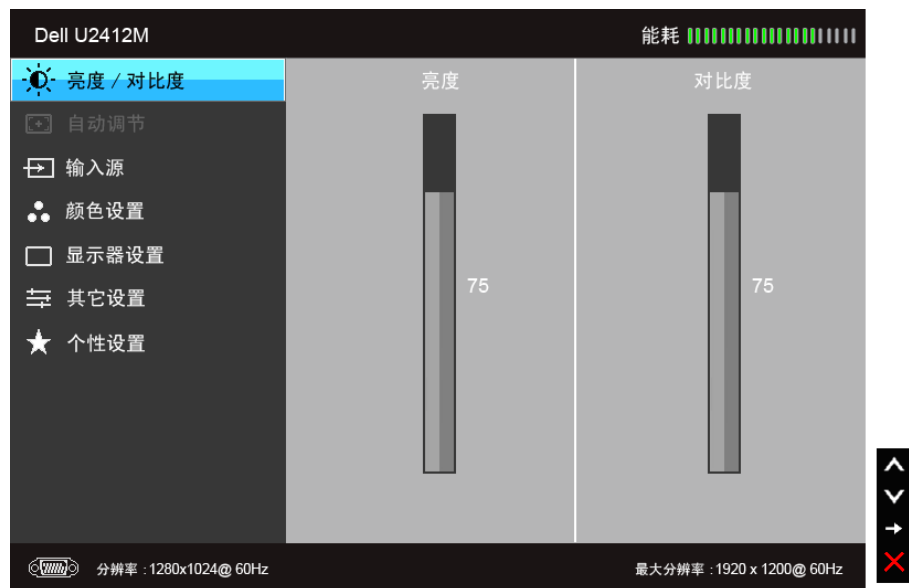 Dell U2412M
能耗
亮度 / 对比度
自动调节
输入源
颜色设置
显示器设置
其它设置
个性设置
亮度
75
对比度
75
分辨率 : 1280x1024@ 60Hz
最大分辨率 : 1920 x 1200@ 60Hz